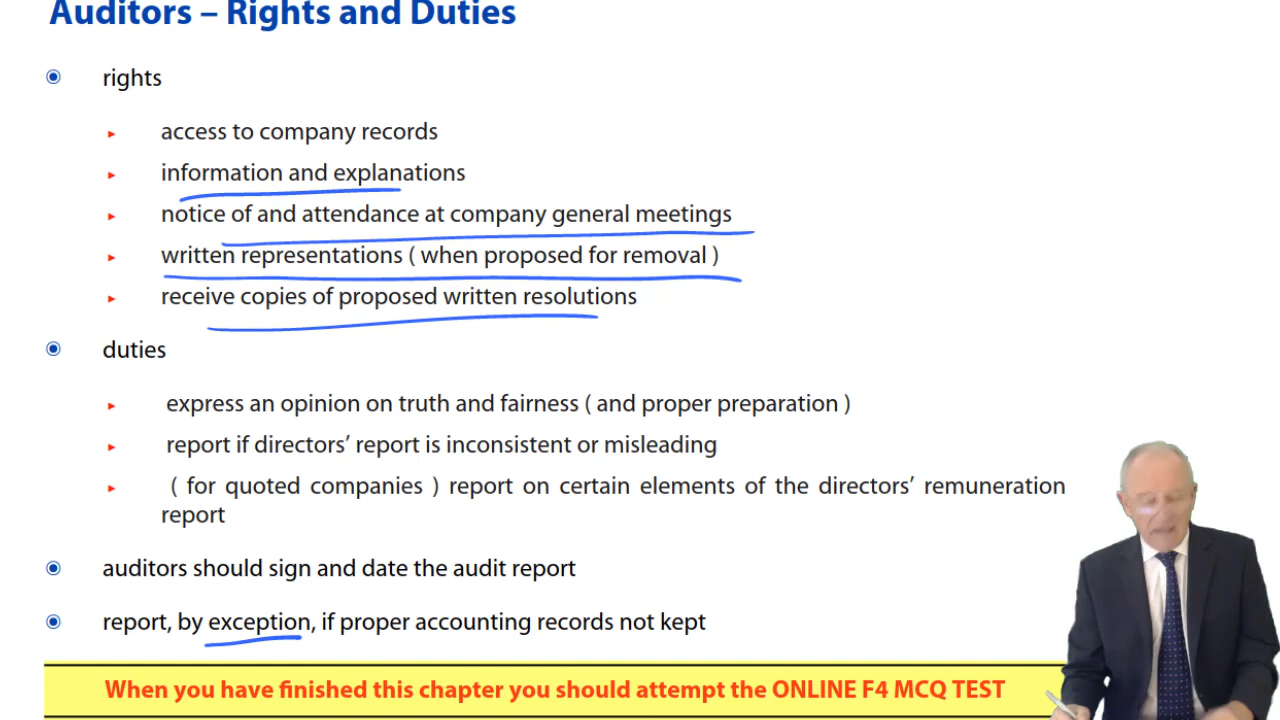 Auditors – Rights and Duties
rights
access to company records
information and explanations
notice of and attendance at company general meetings
written representations ( when proposed for removal )
receive copies of proposed written resolutions
duties
express an opinion on truth and fairness ( and proper preparation )
report if directors’ report is inconsistent or misleading
( for quoted companies ) report on certain elements of the directors’ remuneration
report
auditors should sign and date the audit report
report, by exception, if proper accounting records not kept
When you have finished this chapter you should attempt the ONLINE F4 MCQ TEST